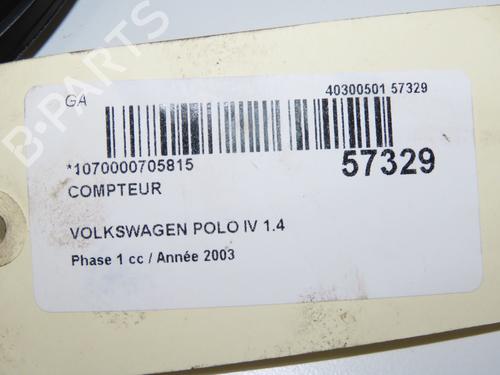 GA
40300501 57329
*1070000705815
57329
COMPTEUR
VOLKSWAGEN POLO IV 1.4
Phase 1 cc / Année 2003
B-PARTS